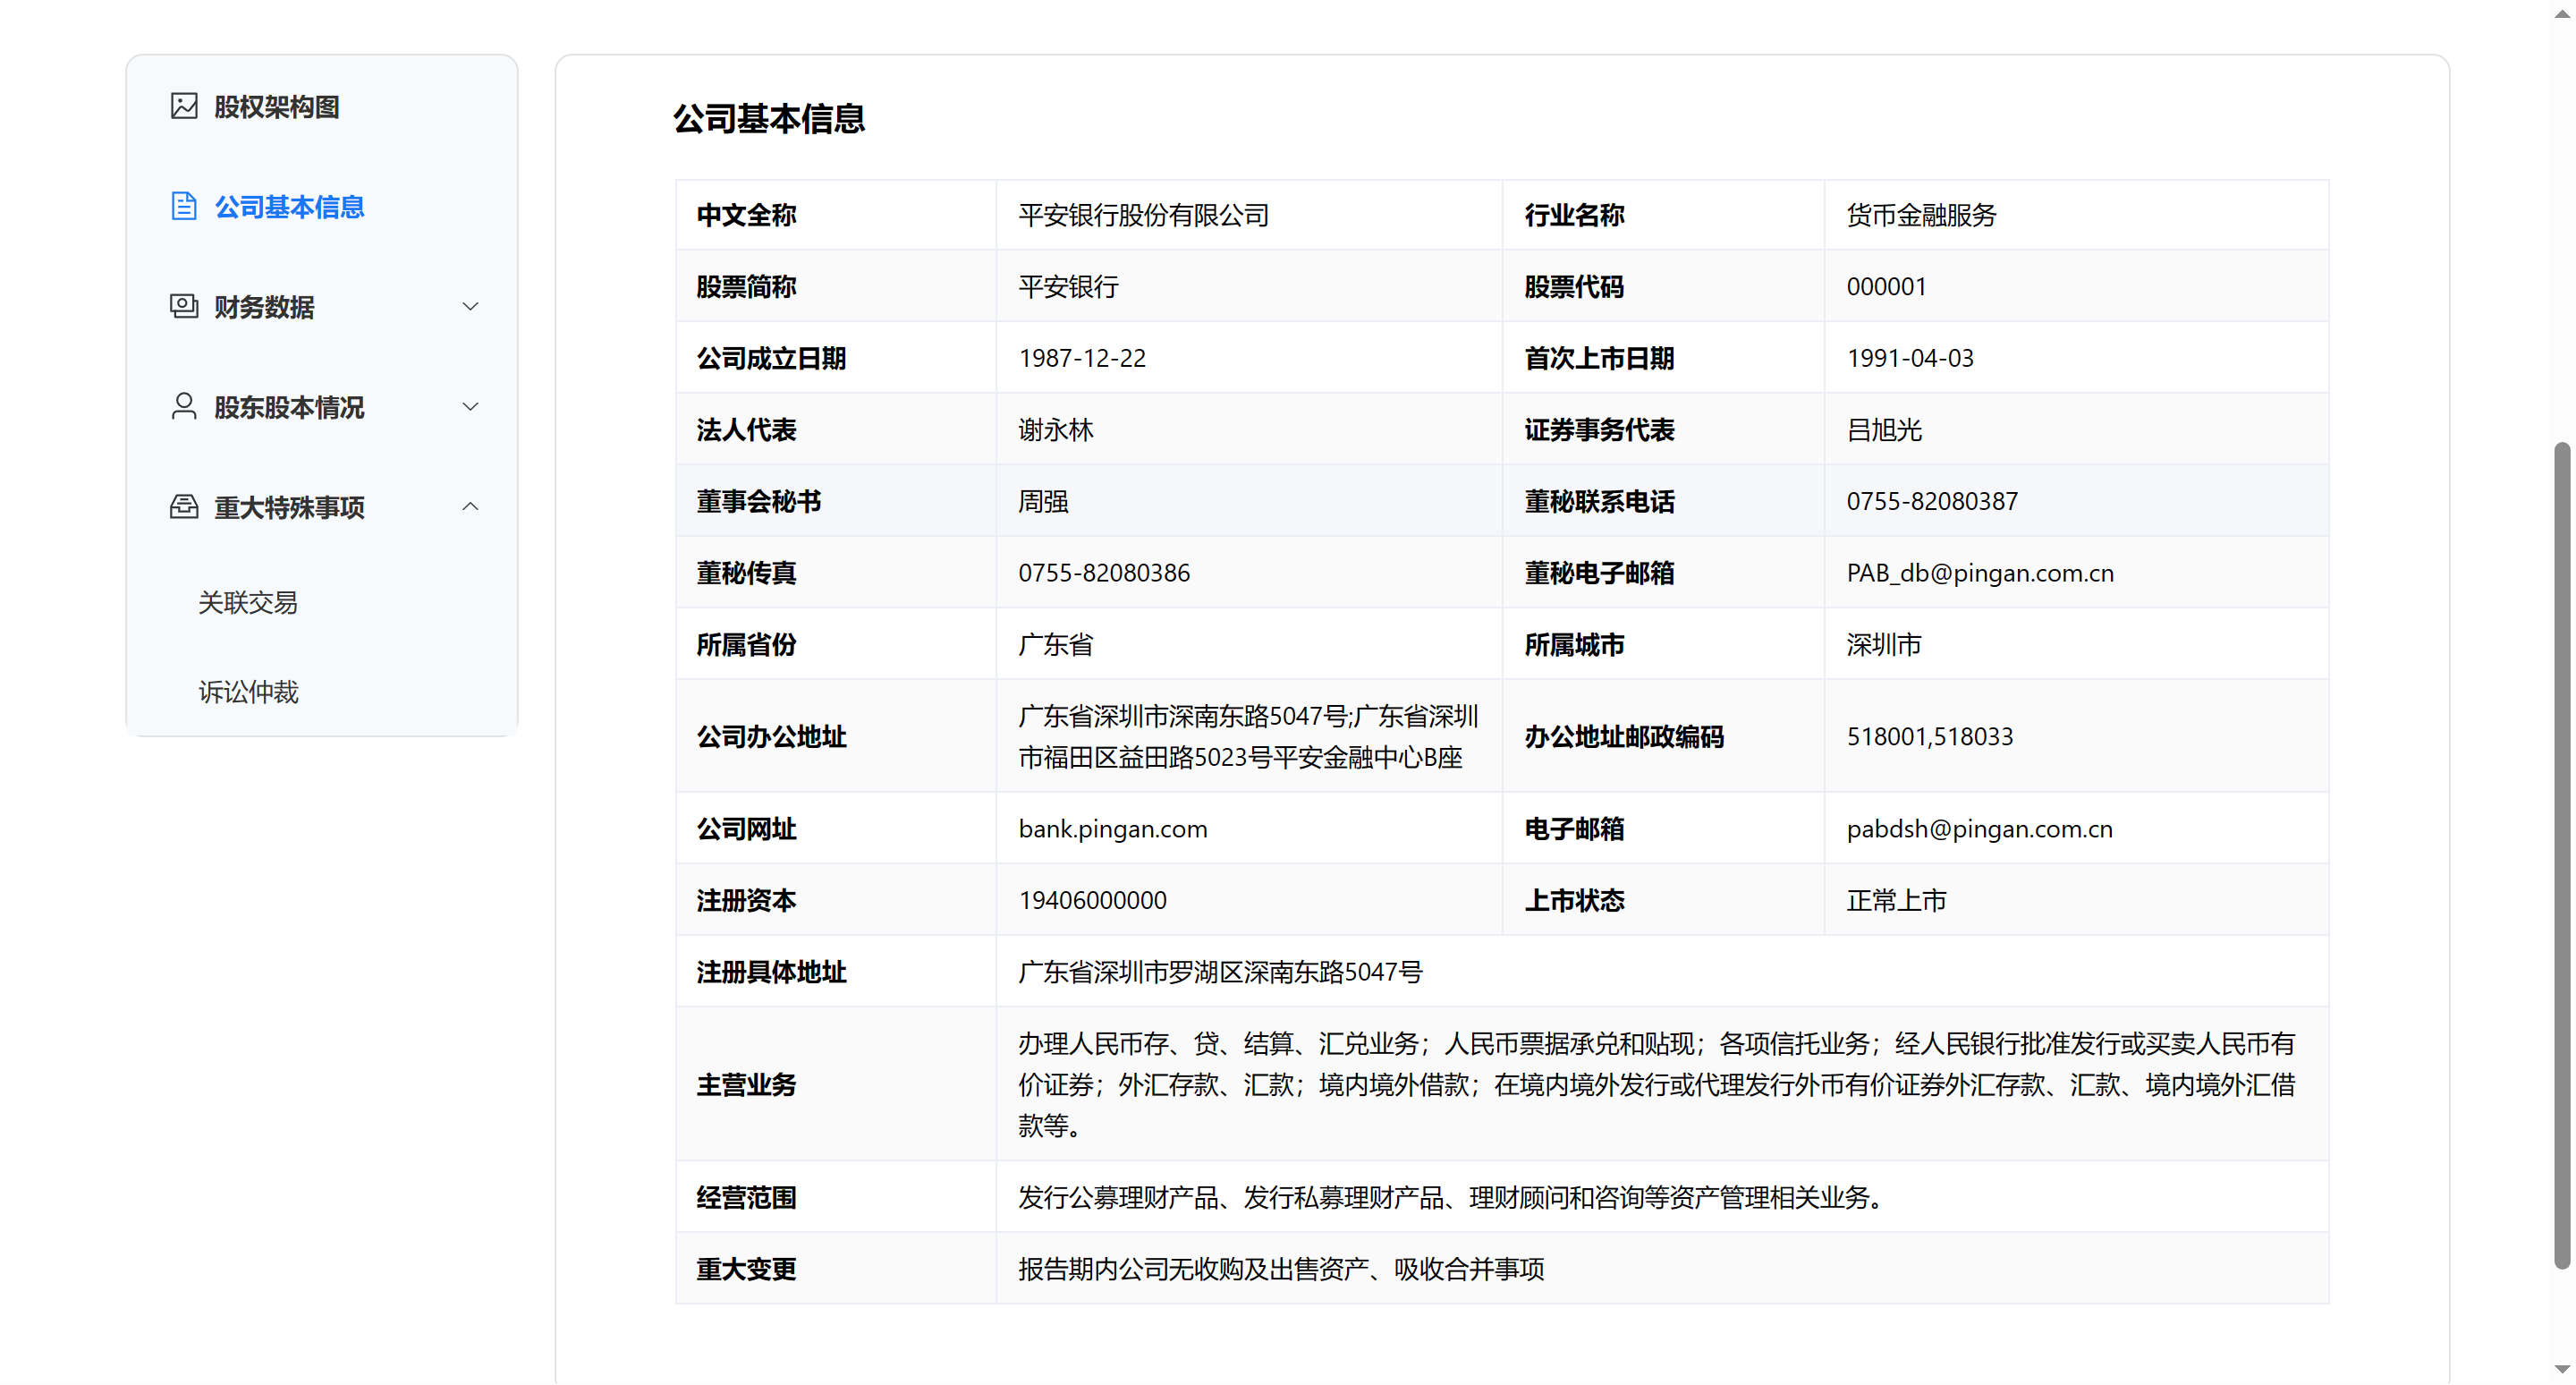 股权架构图
公司基本信息
财务数据
股东股本情况
重大特殊事项
关联交易
诉讼仲裁
公司基本信息
中文全称 平安银行股份有限公司 行业名称 货币金融服务
股票简称 平安银行 股票代码 000001
公司成立日期 1987-12-22 首次上市日期 1991-04-03
法人代表 谢永林 证券事务代表 吕旭光
董事会秘书 周强 董秘联系电话 0755-82080387
董秘传真 0755-82080386 董秘电子邮箱 PAB_db@pingan.com.cn
所属省份 广东省 所属城市 深圳市
公司办公地址 广东省深圳市深南东路5047号;广东省深圳
市福田区益田路5023号平安金融中心B座 办公地址邮政编码 518001,518033
公司网址 bank.pingan.com 电子邮箱 pabdsh@pingan.com.cn
注册资本 19406000000 上市状态 正常上市
注册具体地址 广东省深圳市罗湖区深南东路5047号
主营业务 办理人民币存、贷、结算、汇兑业务；人民币票据承兑和贴现；各项信托业务；经人民银行批准发行或买卖人民币有
价证券；外汇存款、汇款；境内境外借款；在境内境外发行或代理发行外币有价证券外汇存款、汇款、境内境外汇借
款等。
经营范围 发行公募理财产品、发行私募理财产品、理财顾问和咨询等资产管理相关业务。
重大变更 报告期内公司无收购及出售资产、吸收合并事项